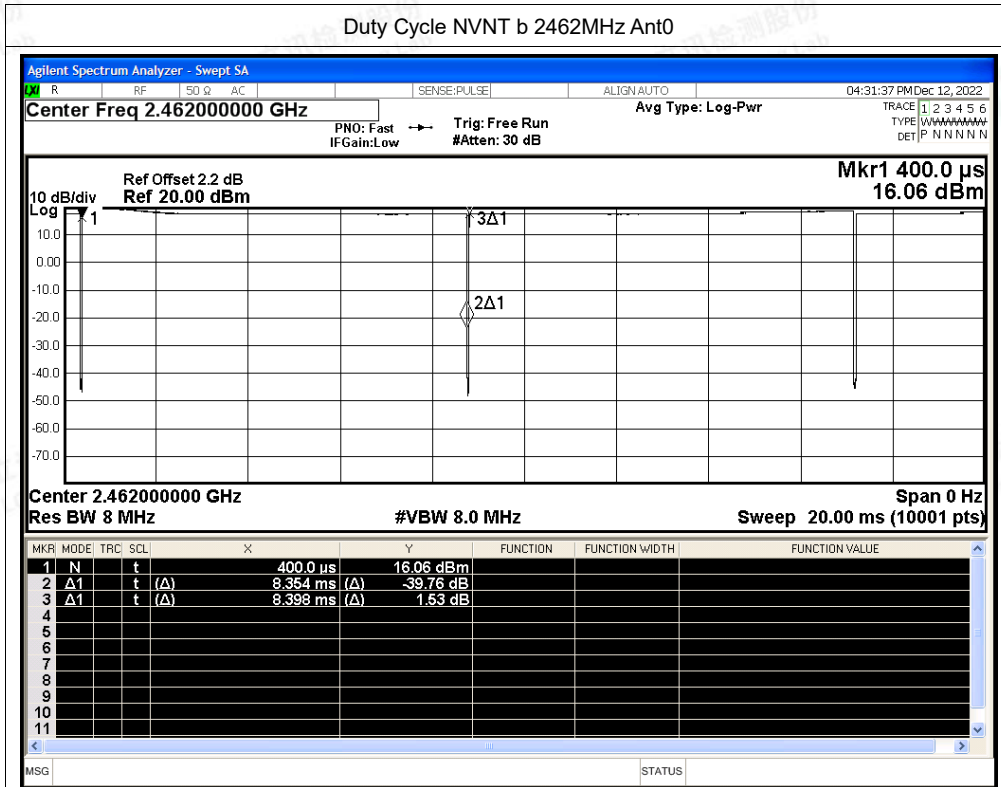 Duty Cycle NVNT b 2462MHz Ant0
Agilent Spectrum Analyzer - Swept SA
LXI R RF 50 Ω AC SENSE:PULSE ALIGN AUTO 04:31:37 PM Dec 12, 2022
Center Freq 2.462000000 GHz Avg Type: Log-Pwr TRACE 1 2 3 4 5 6
PNO: Fast Trig: Free Run TYPE WWWWWW
IFGain:Low #Atten: 30 dB DET P N N N N N
Mkr1 400.0 µs
Ref Offset 2.2 dB
10 dB/div Ref 20.00 dBm 16.06 dBm
Log
1 3Δ1
10.0
0.00
-10.0
2Δ1
-20.0
-30.0
-40.0
-50.0
-60.0
-70.0
Center 2.462000000 GHz Span 0 Hz
Res BW 8 MHz #VBW 8.0 MHz Sweep 20.00 ms (10001 pts)
MKR MODE TRC SCL X Y FUNCTION FUNCTION WIDTH FUNCTION VALUE
1 N t 400.0 µs 16.06 dBm
2 Δ1 t (Δ) 8.354 ms (Δ) -39.76 dB
3 Δ1 t (Δ) 8.398 ms (Δ) 1.53 dB
4
5
6
7
8
9
10
11
MSG STATUS